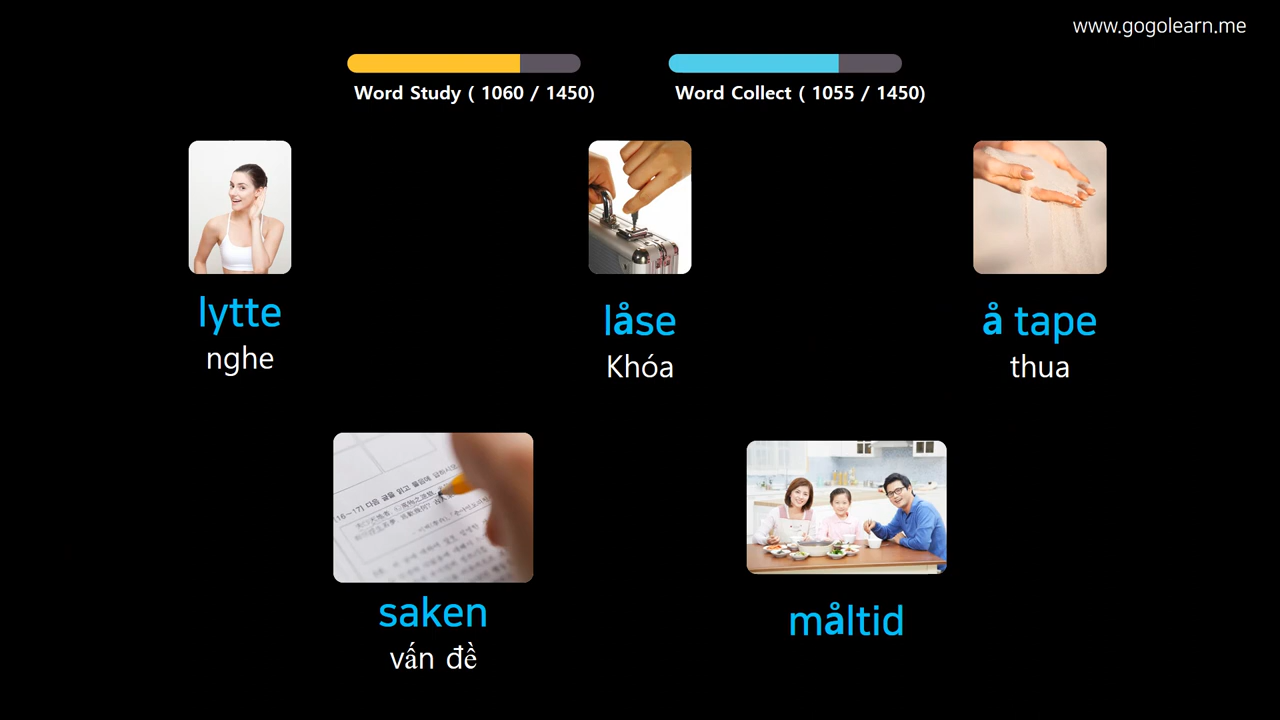 www.gogolearn.me
Word Study ( 1060 / 1450)
Word Collect ( 1055 / 1450)
lytte
nghe
låse
Khóa
å tape
thua
saken
vấn đề
måltid